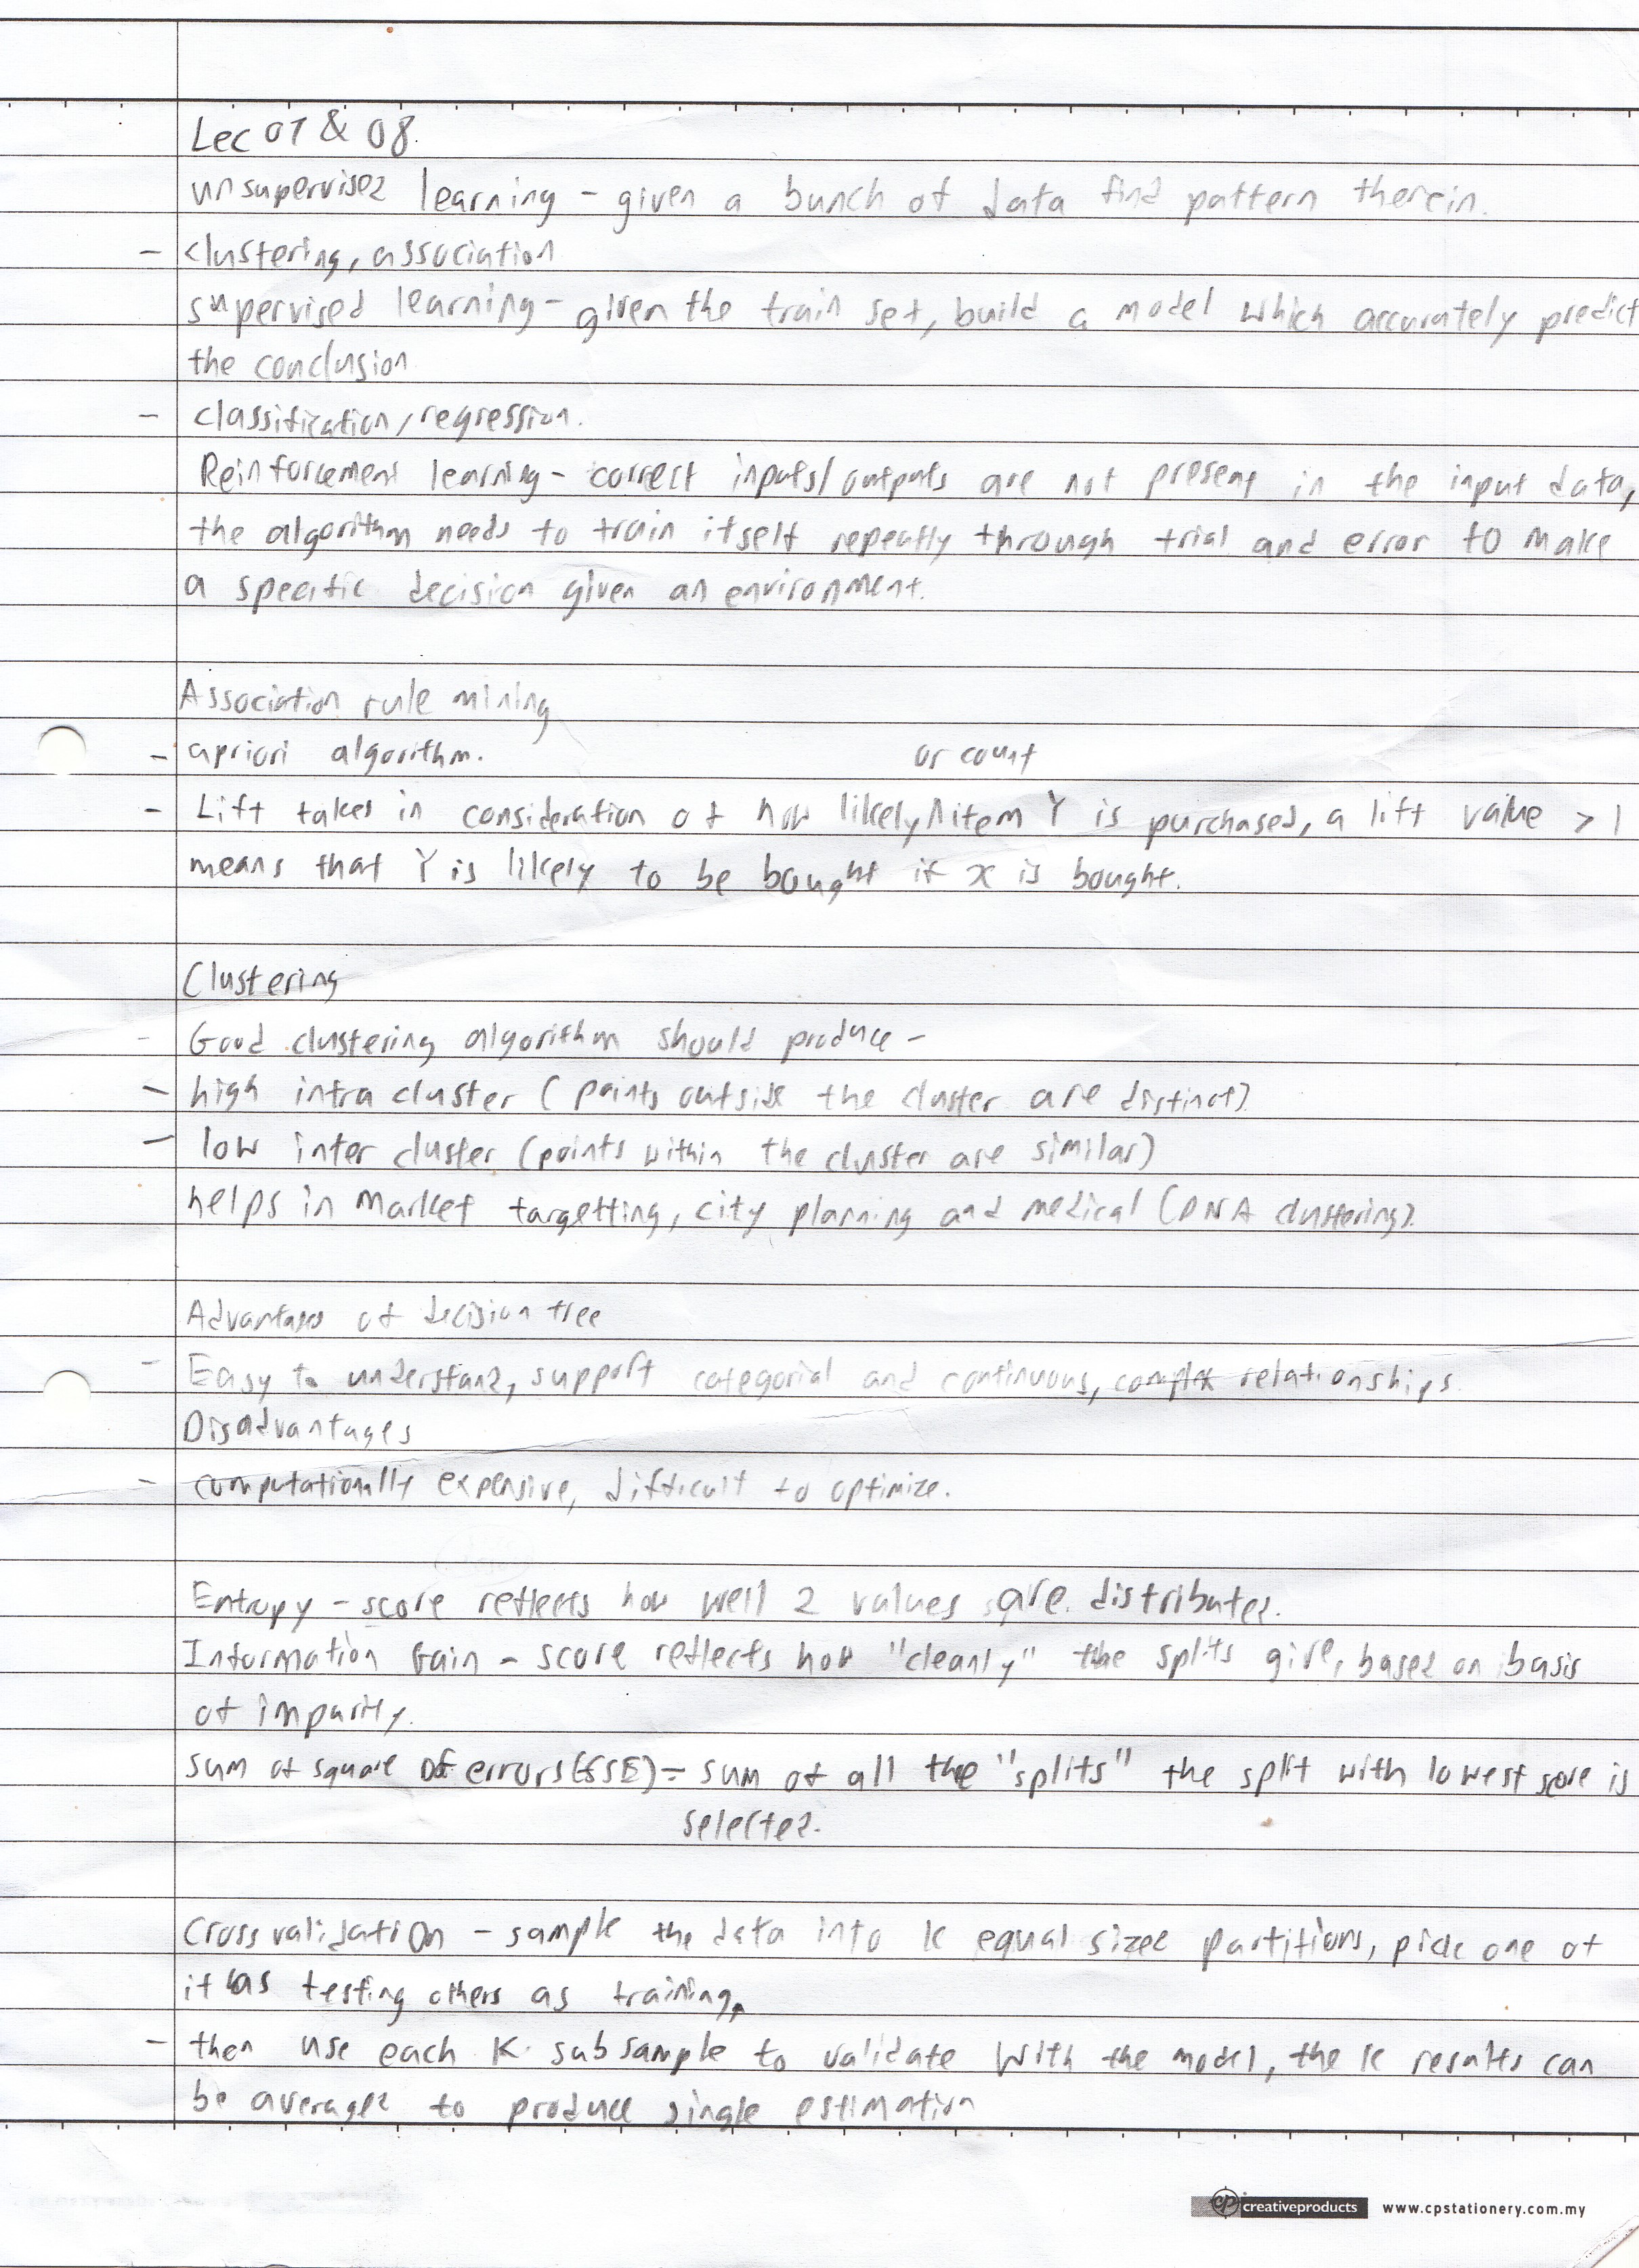 Lec 07 & 08.
unsupervised learning - given a bunch of data find pattern therein.
- clustering, association
supervised learning - given the train set, build a model which accurately predict
the conclusion
- classification/regression.
Reinforcement learning - correct inputs/outputs are not present in the input data,
the algorithm needs to train itself repeatly through trial and error to make
a specific decision given an environment.
Association rule mining
- apriori algorithm.
or count
- Lift takes in consideration of how likely ^ item Y is purchased, a lift value > 1
means that Y is likely to be bought if x is bought.
Clustering
- Good clustering algorithm should produce -
- high intra cluster (points outside the cluster are distinct)
- low inter cluster (points within the cluster are similar)
helps in market targetting, city planning and medical (DNA clustering).
Advantages of decision tree
- Easy to understand, support categorial and continuous, complex relationships.
Disadvantages
- computationally expensive, difficult to optimize.
Entropy - score reflects how well 2 values are distributed.
Information Gain - score reflects how "cleanly" the splits give, based on basis
of impurity.
sum of square of errors (SSE) - sum of all the "splits" the split with lowest score is
selected.
Cross validation - sample the data into k equal sized partitions, pick one of
it as testing others as training,
- then use each K subsample to validate with the model, the k results can
be averaged to produce single estimation
cp creativeproducts www.cpstationery.com.my